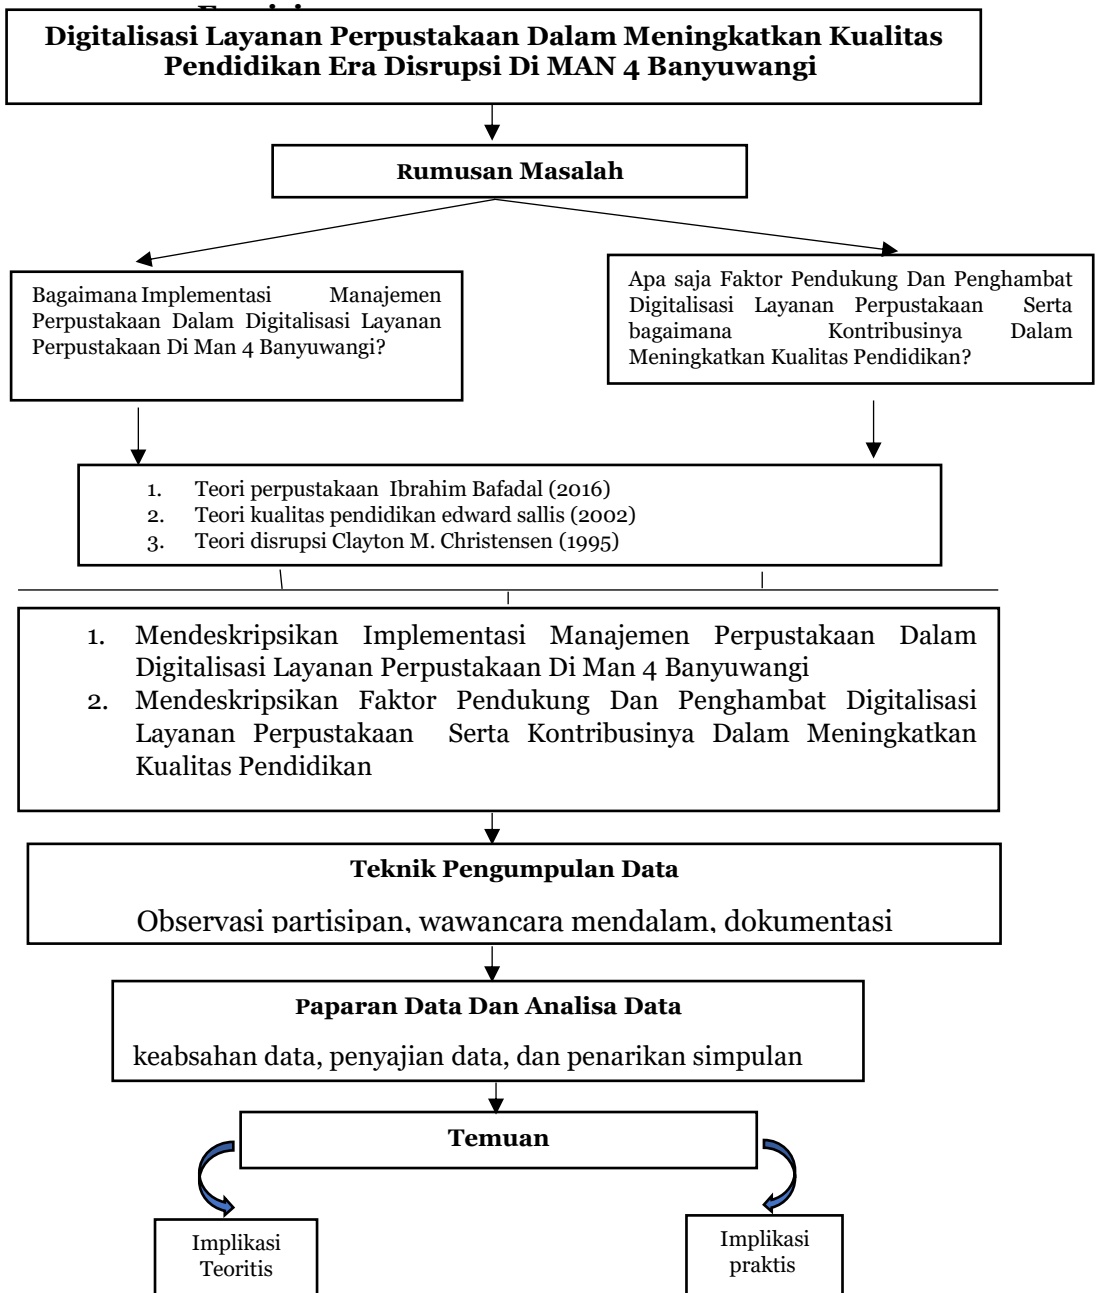 Digitalisasi Layanan Perpustakaan Dalam Meningkatkan Kualitas
Pendidikan Era Disrupsi Di MAN 4 Banyuwangi
Rumusan Masalah
Bagaimana Implementasi Manajemen
Perpustakaan Dalam Digitalisasi Layanan
Perpustakaan Di Man 4 Banyuwangi?
Apa saja Faktor Pendukung Dan Penghambat
Digitalisasi Layanan Perpustakaan Serta
bagaimana Kontribusinya Dalam
Meningkatkan Kualitas Pendidikan?
1. Teori perpustakaan Ibrahim Bafadal (2016)
2. Teori kualitas pendidikan edward sallis (2002)
3. Teori disrupsi Clayton M. Christensen (1995)
1. Mendeskripsikan Implementasi Manajemen Perpustakaan Dalam
Digitalisasi Layanan Perpustakaan Di Man 4 Banyuwangi
2. Mendeskripsikan Faktor Pendukung Dan Penghambat Digitalisasi
Layanan Perpustakaan Serta Kontribusinya Dalam Meningkatkan
Kualitas Pendidikan
Teknik Pengumpulan Data
Observasi partisipan, wawancara mendalam, dokumentasi
Paparan Data Dan Analisa Data
keabsahan data, penyajian data, dan penarikan simpulan
Temuan
Implikasi
Teoritis
Implikasi
praktis